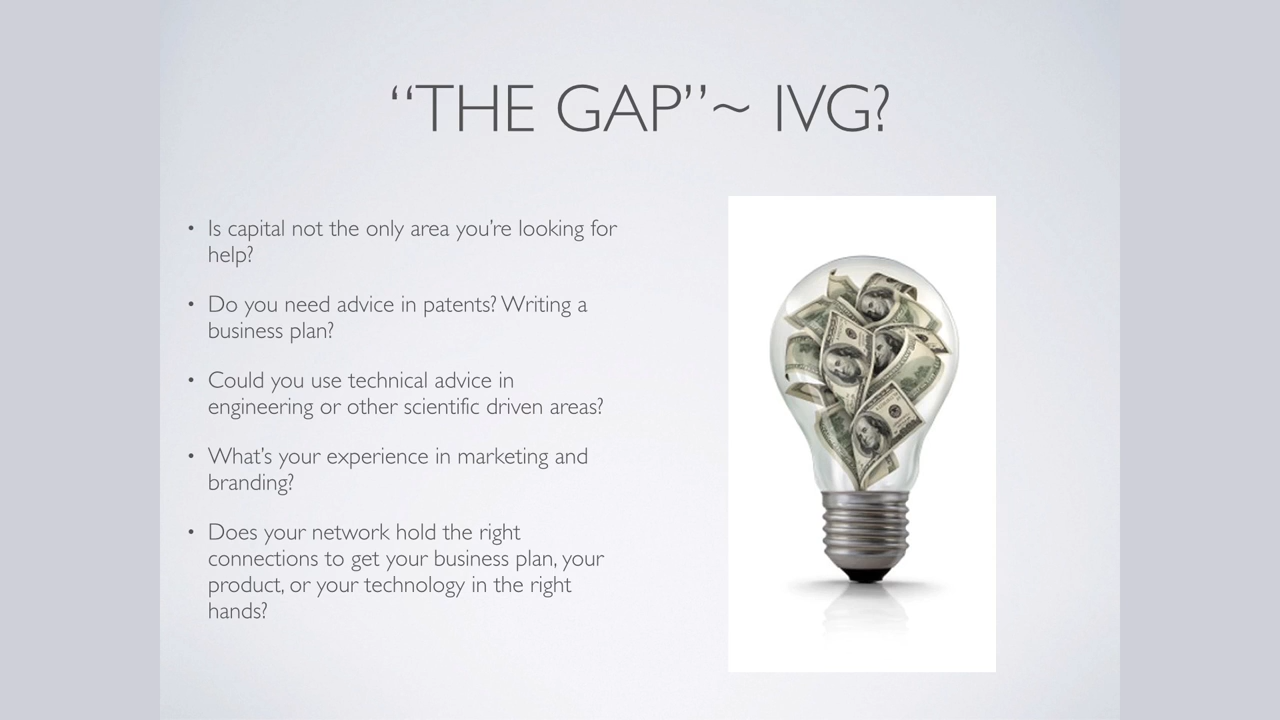 “THE GAP”~ IVG?
• Is capital not the only area you’re looking for
help?
• Do you need advice in patents? Writing a
business plan?
• Could you use technical advice in
engineering or other scientific driven areas?
• What’s your experience in marketing and
branding?
• Does your network hold the right
connections to get your business plan, your
product, or your technology in the right
hands?